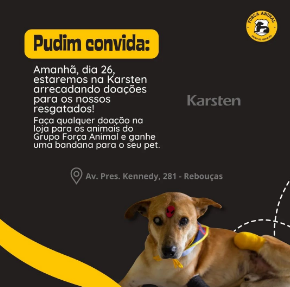 Pudim convida:
FORÇA ANIMAL
Amanhã, dia 26,
estaremos na Karsten
arrecadando doações
para os nossos
resgatados!
Karsten
Faça qualquer doação na
loja para os animais do
Grupo Força Animal e ganhe
uma bandana para o seu pet.
Av. Pres. Kennedy, 281 - Rebouças